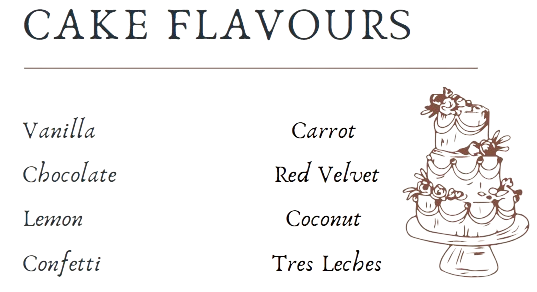 CAKE FLAVOURS
Vanilla
Chocolate
Lemon
Confetti
Carrot
Red Velvet
Coconut
Tres Leches